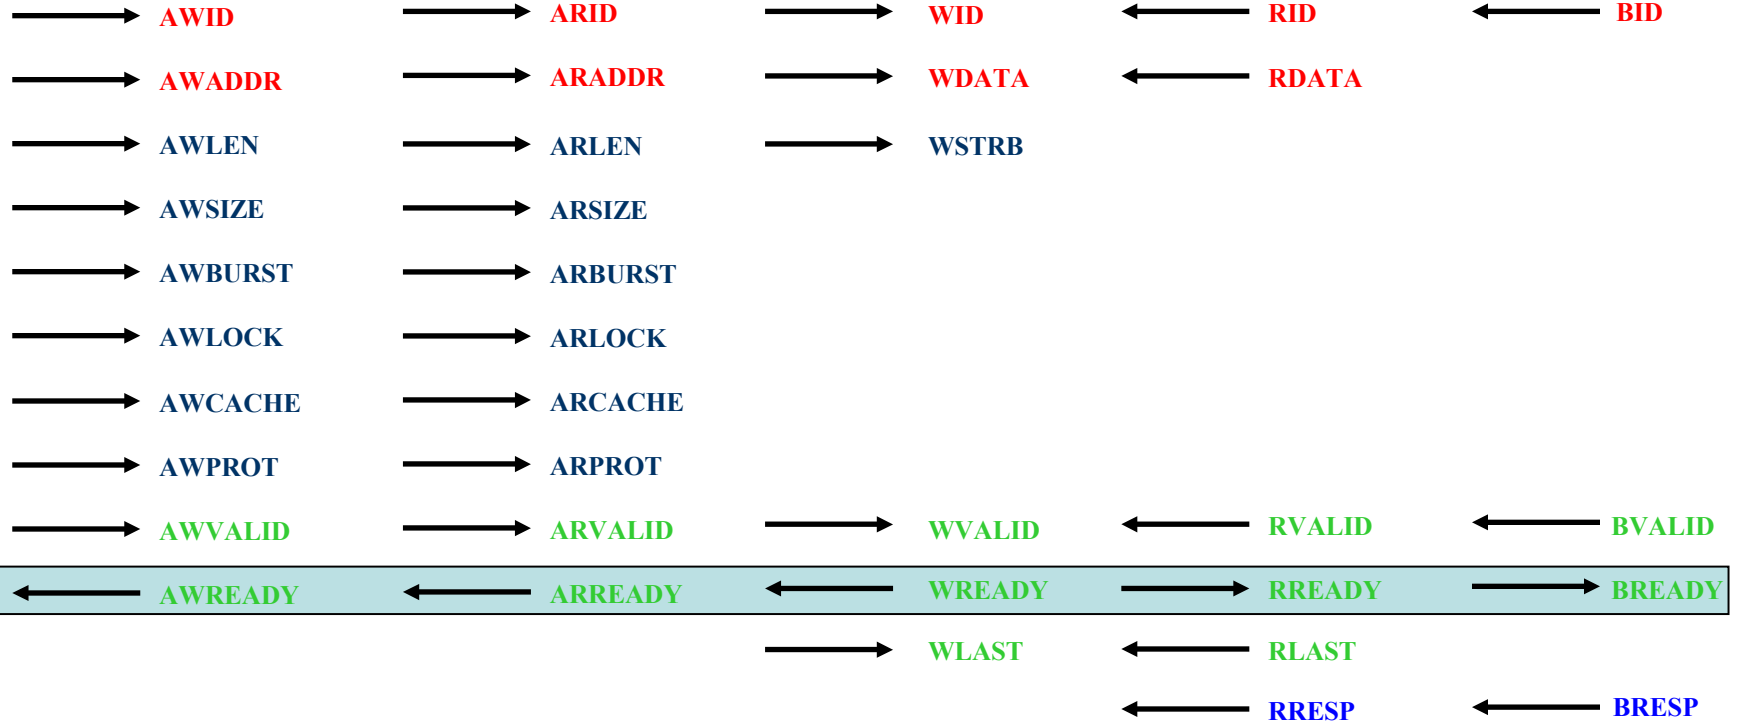 AWID ARID WID RID BID
AWADDR ARADDR WDATA RDATA
AWLEN ARLEN WSTRB
AWSIZE ARSIZE
AWBURST ARBURST
AWLOCK ARLOCK
AWCACHE ARCACHE
AWPROT ARPROT
AWVALID ARVALID WVALID RVALID BVALID
AWREADY ARREADY WREADY RREADY BREADY
WLAST RLAST
RRESP BRESP